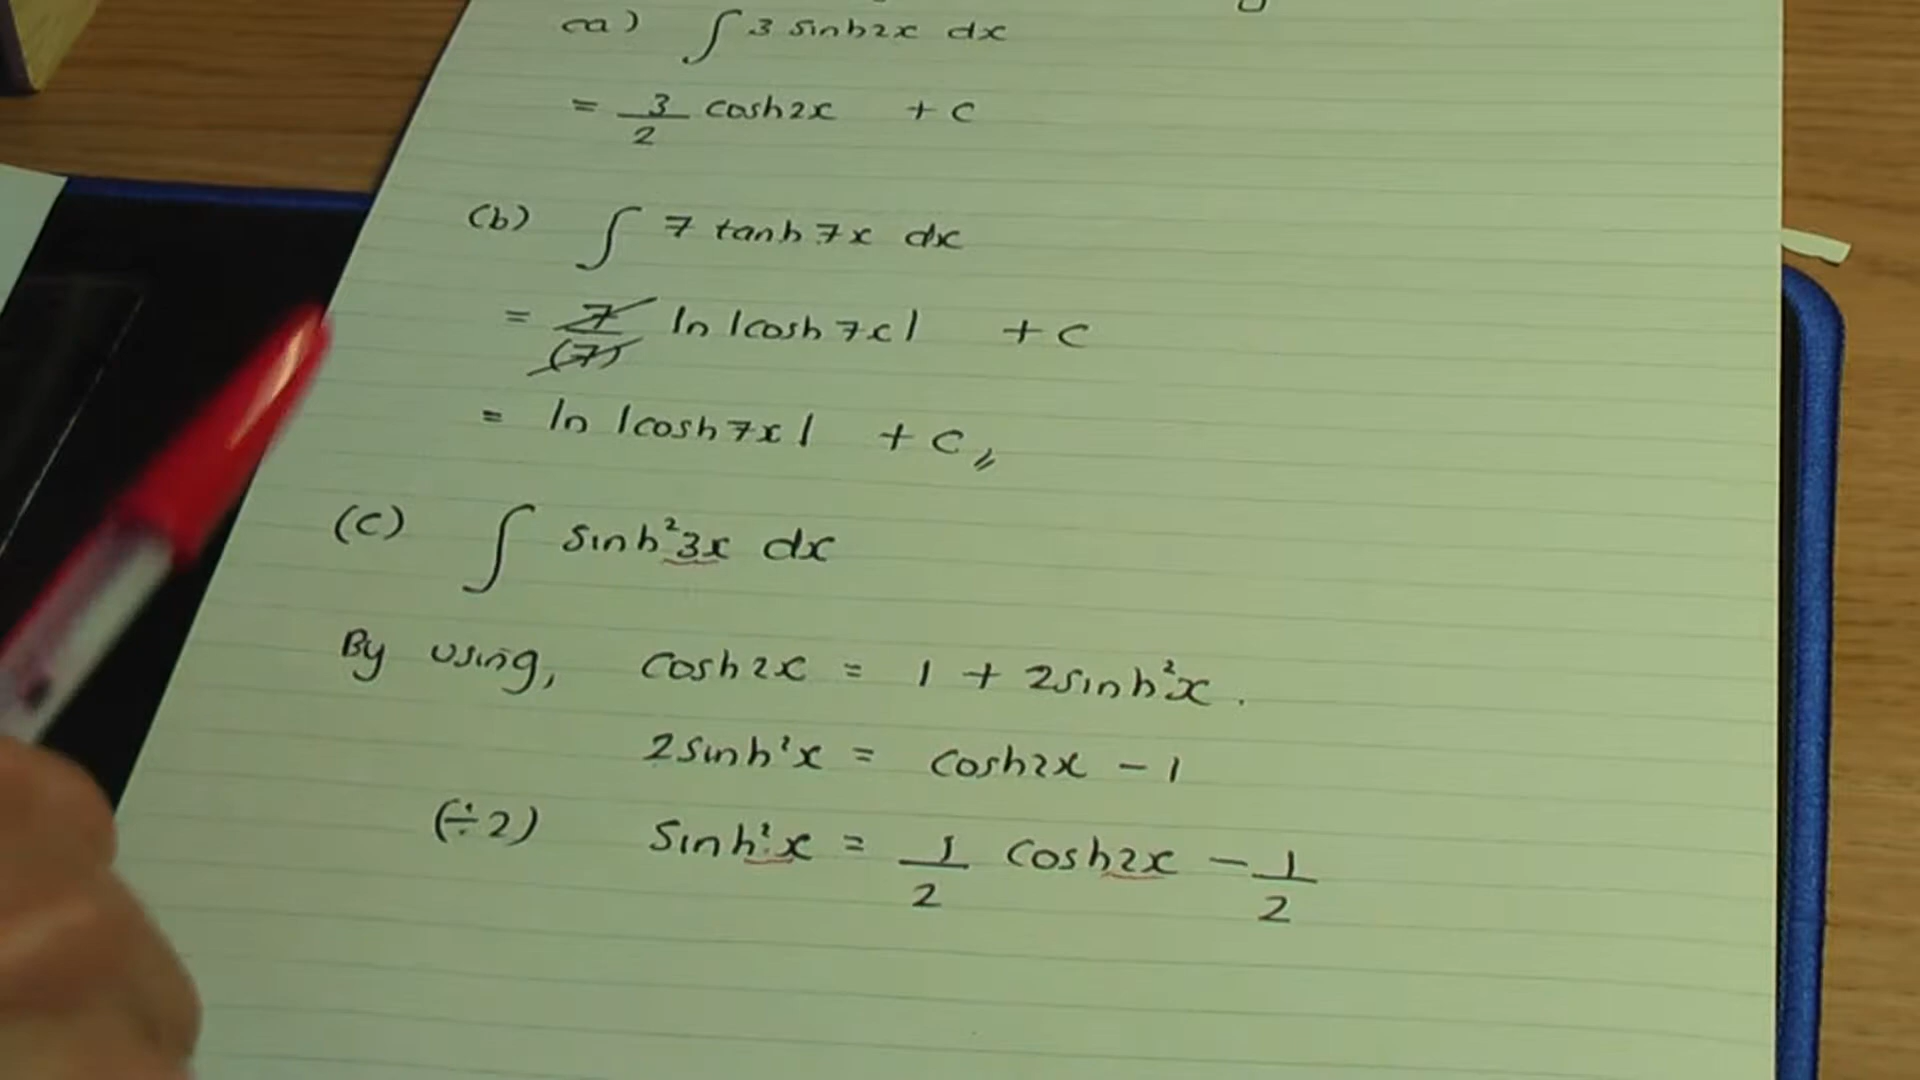 (a) ∫ 3 sinh2x dx
= 3/2 cosh2x + c
(b) ∫ 7 tanh 7x dx
= 7/(7) ln |cosh 7x| + c
= ln |cosh 7x| + c
(c) ∫ sinh²3x dx
By using, cosh2x = 1 + 2sinh²x.
2sinh²x = cosh2x - 1
(÷2) sinh²x = 1/2 cosh2x - 1/2